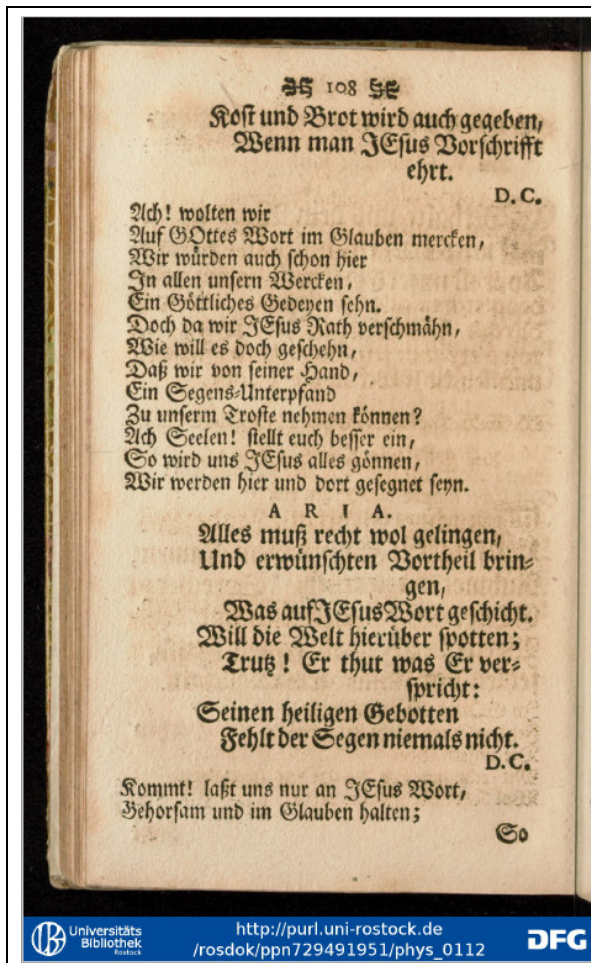 108
Kost und Brot wird auch gegeben,
Wenn man JEsus Vorschrifft
ehrt.
D. C.
Ach! wolten wir
Auf GOttes Wort im Glauben mercken,
Wir würden auch schon hier
In allen unsern Wercken,
Ein Göttliches Gedeyen sehn.
Doch da wir JEsus Rath verschmähn,
Wie will es doch geschehn,
Daß wir von seiner Hand,
Ein Segens-Unterpfand
Zu unserm Troste nehmen können?
Ach Seelen! stellt euch besser ein,
So wird uns JEsus alles gönnen,
Wir werden hier und dort gesegnet seyn.
A R I A.
Alles muß recht wol gelingen,
Und erwünschten Vortheil brin-
gen,
Was auf JEsus Wort geschicht.
Will die Welt hierüber spotten;
Trutz! Er thut was Er ver-
spricht:
Seinen heiligen Gebotten
Fehlt der Segen niemals nicht.
D. C.
Kommt! laßt uns nur an JEsus Wort,
Gehorsam und im Glauben halten;
So
Universitäts
Bibliothek
Rostock
http://purl.uni-rostock.de
/rosdok/ppn729491951/phys_0112
DFG